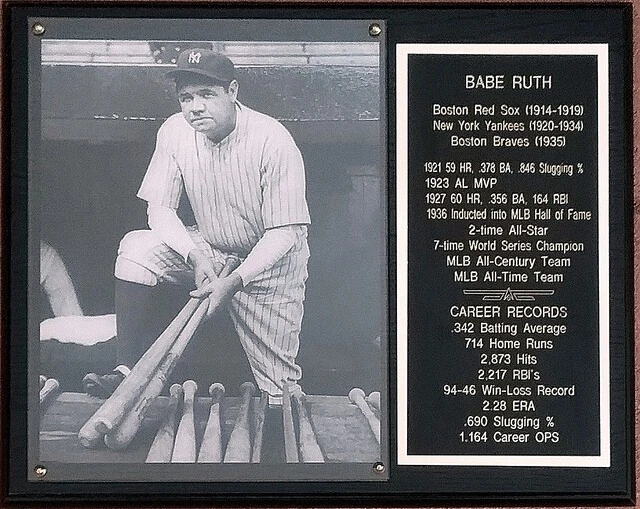 NY
BABE RUTH
Boston Red Sox (1914-1919)
New York Yankees (1920-1934)
Boston Braves (1935)
1921 59 HR, .378 BA, .846 Slugging %
1923 AL MVP
1927 60 HR, .356 BA, 164 RBI
1936 Inducted into MLB Hall of Fame
2-time All-Star
7-time World Series Champion
MLB All-Century Team
MLB All-Time Team
CAREER RECORDS
.342 Batting Average
714 Home Runs
2,873 Hits
2,217 RBI's
94-46 Win-Loss Record
2.28 ERA
.690 Slugging %
1.164 Career OPS